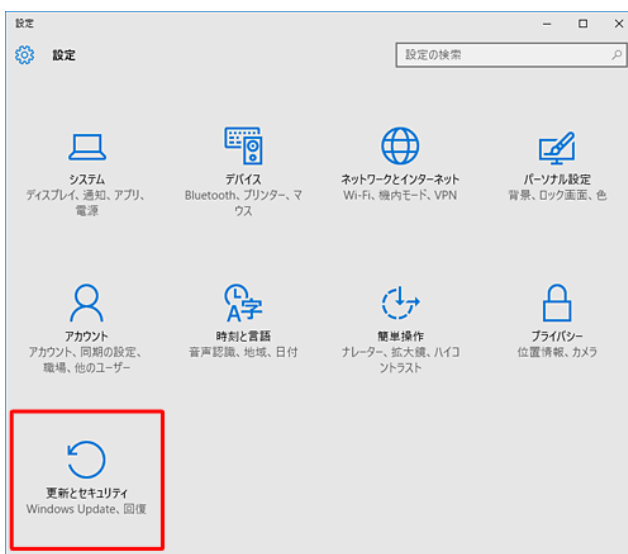 設定
設定
設定の検索
システム
ディスプレイ、通知、アプリ、
電源
デバイス
Bluetooth、プリンター、マ
ウス
ネットワークとインターネット
Wi-Fi、機内モード、VPN
パーソナル設定
背景、ロック画面、色
アカウント
アカウント、同期の設定、
職場、他のユーザー
A字
時刻と言語
音声認識、地域、日付
簡単操作
ナレーター、拡大鏡、ハイコ
ントラスト
プライバシー
位置情報、カメラ
更新とセキュリティ
Windows Update、回復